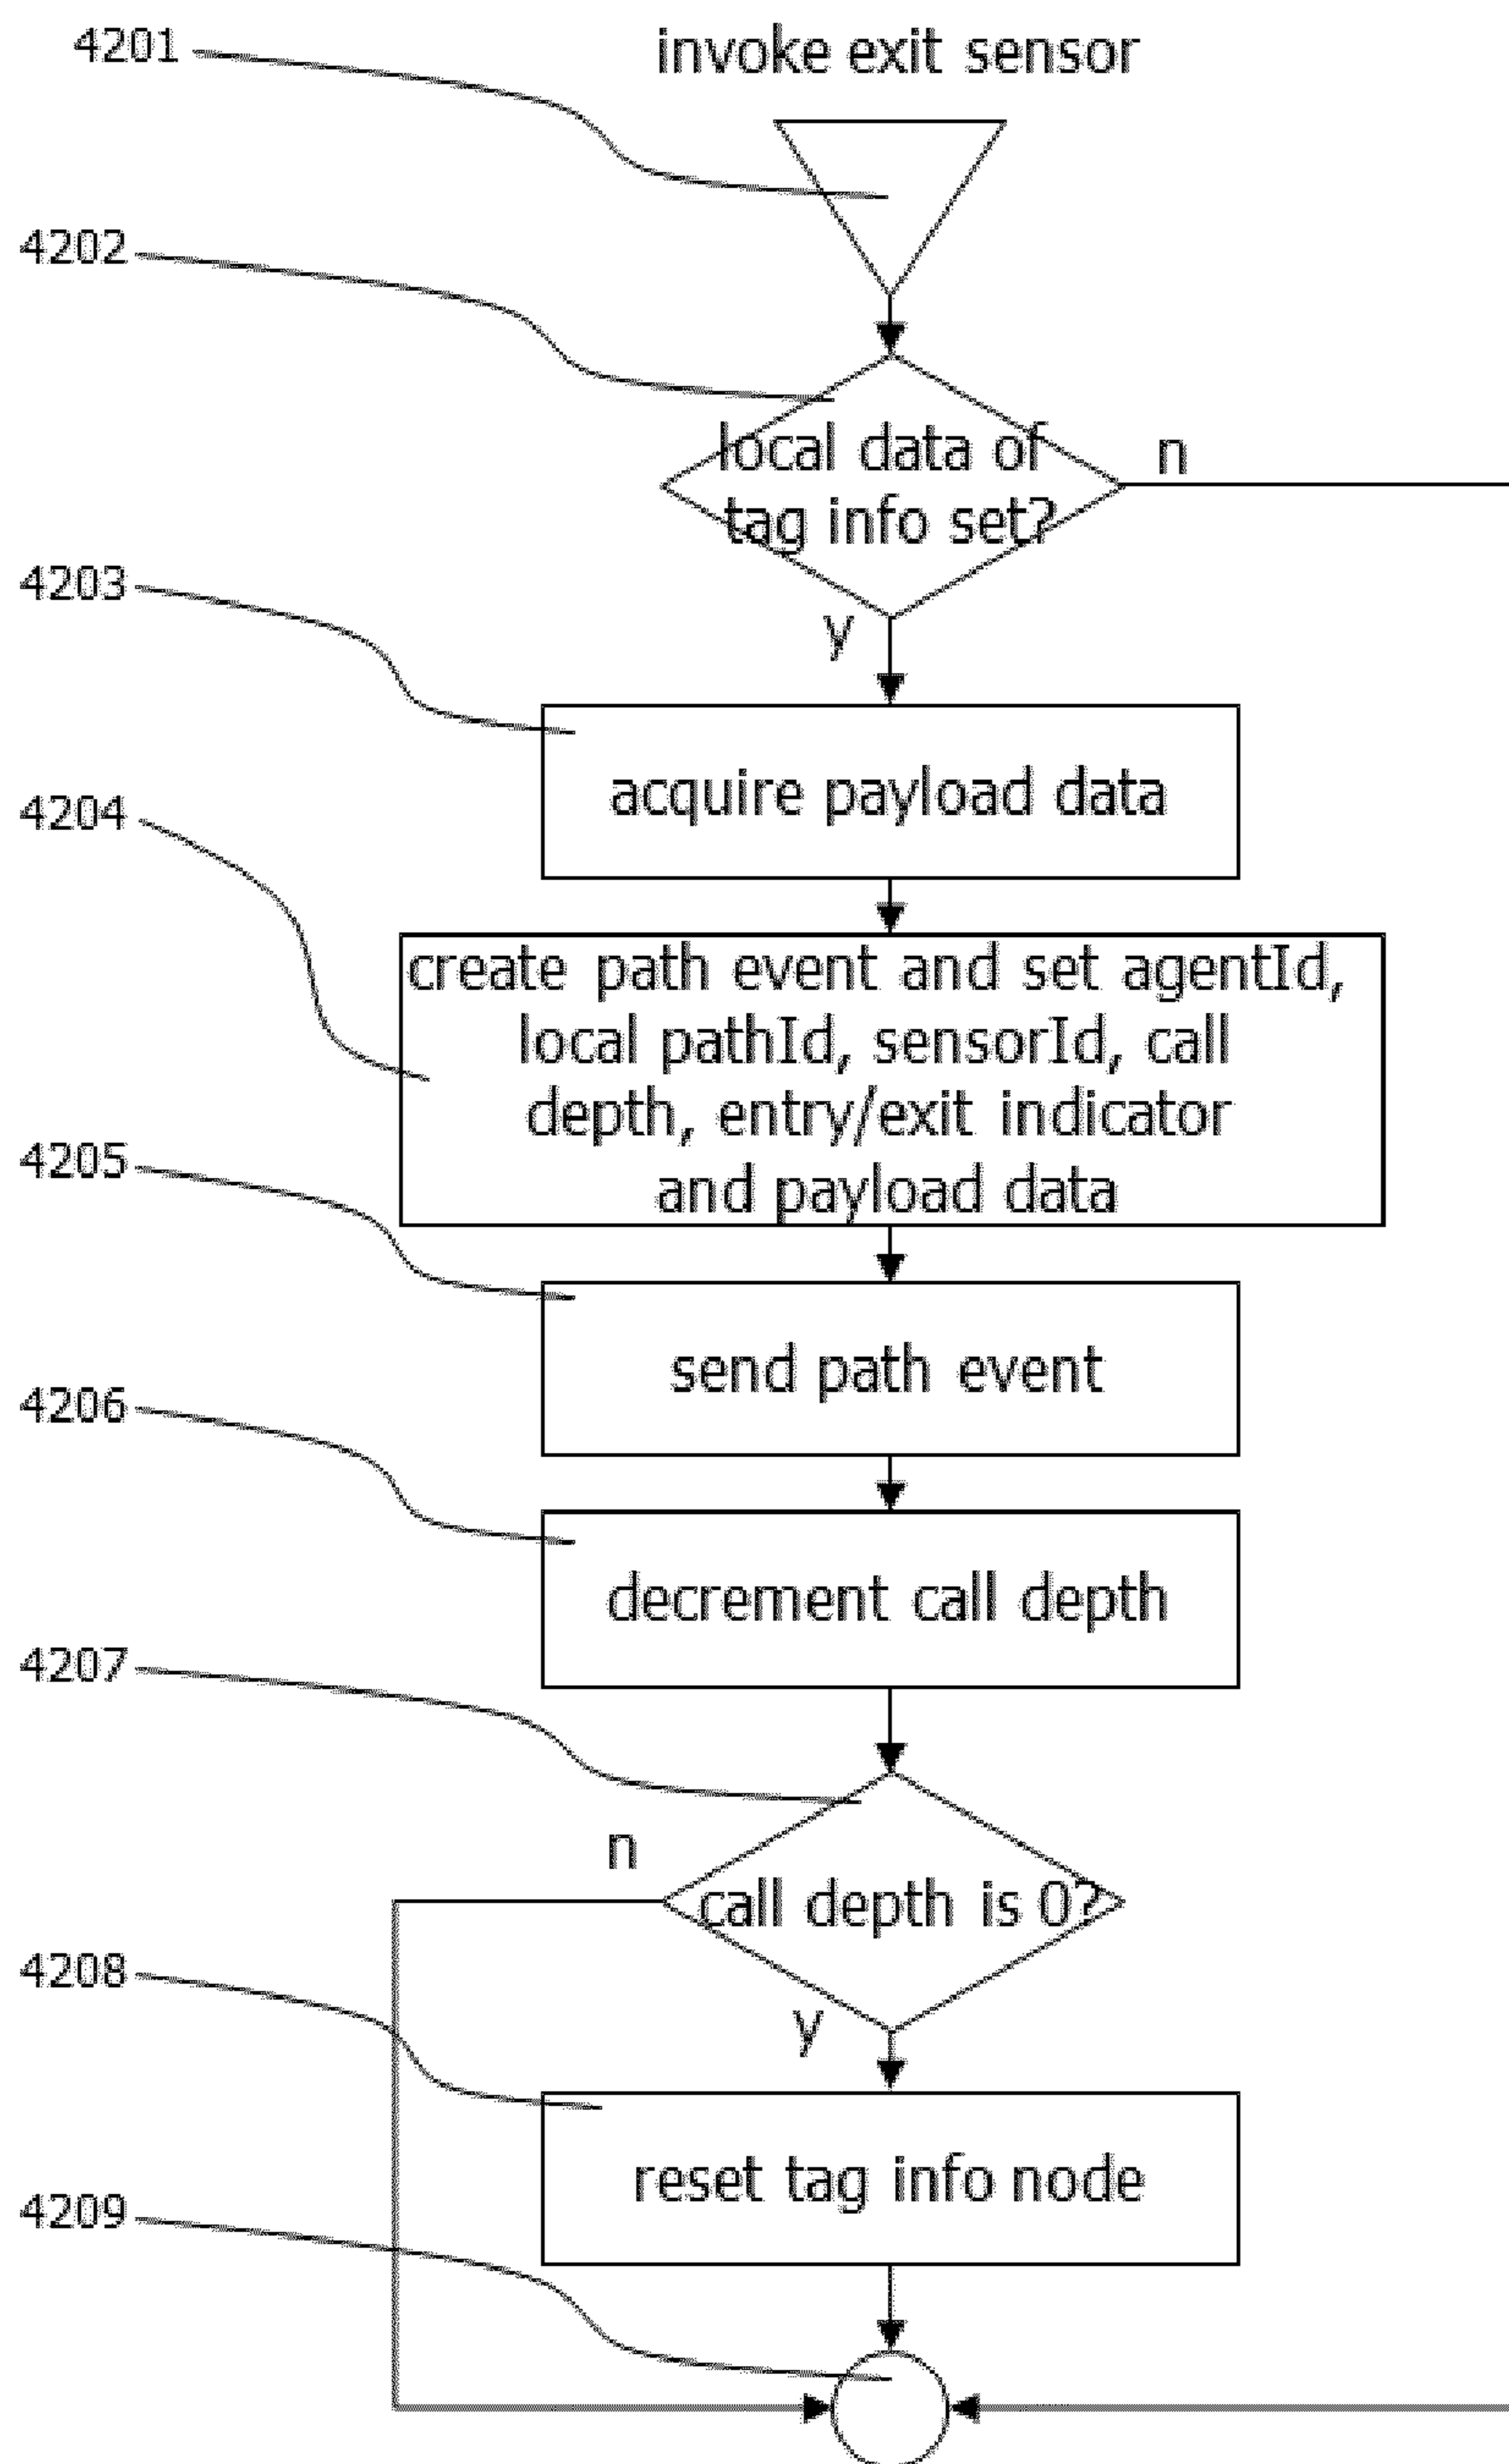 4201
invoke exit sensor
4202
local data of
tag info set?
n
y
4203
acquire payload data
4204
create path event and set agentId,
local pathId, sensorId, call
depth, entry/exit indicator
and payload data
4205
send path event
4206
decrement call depth
4207
n
call depth is 0?
y
4208
reset tag info node
4209